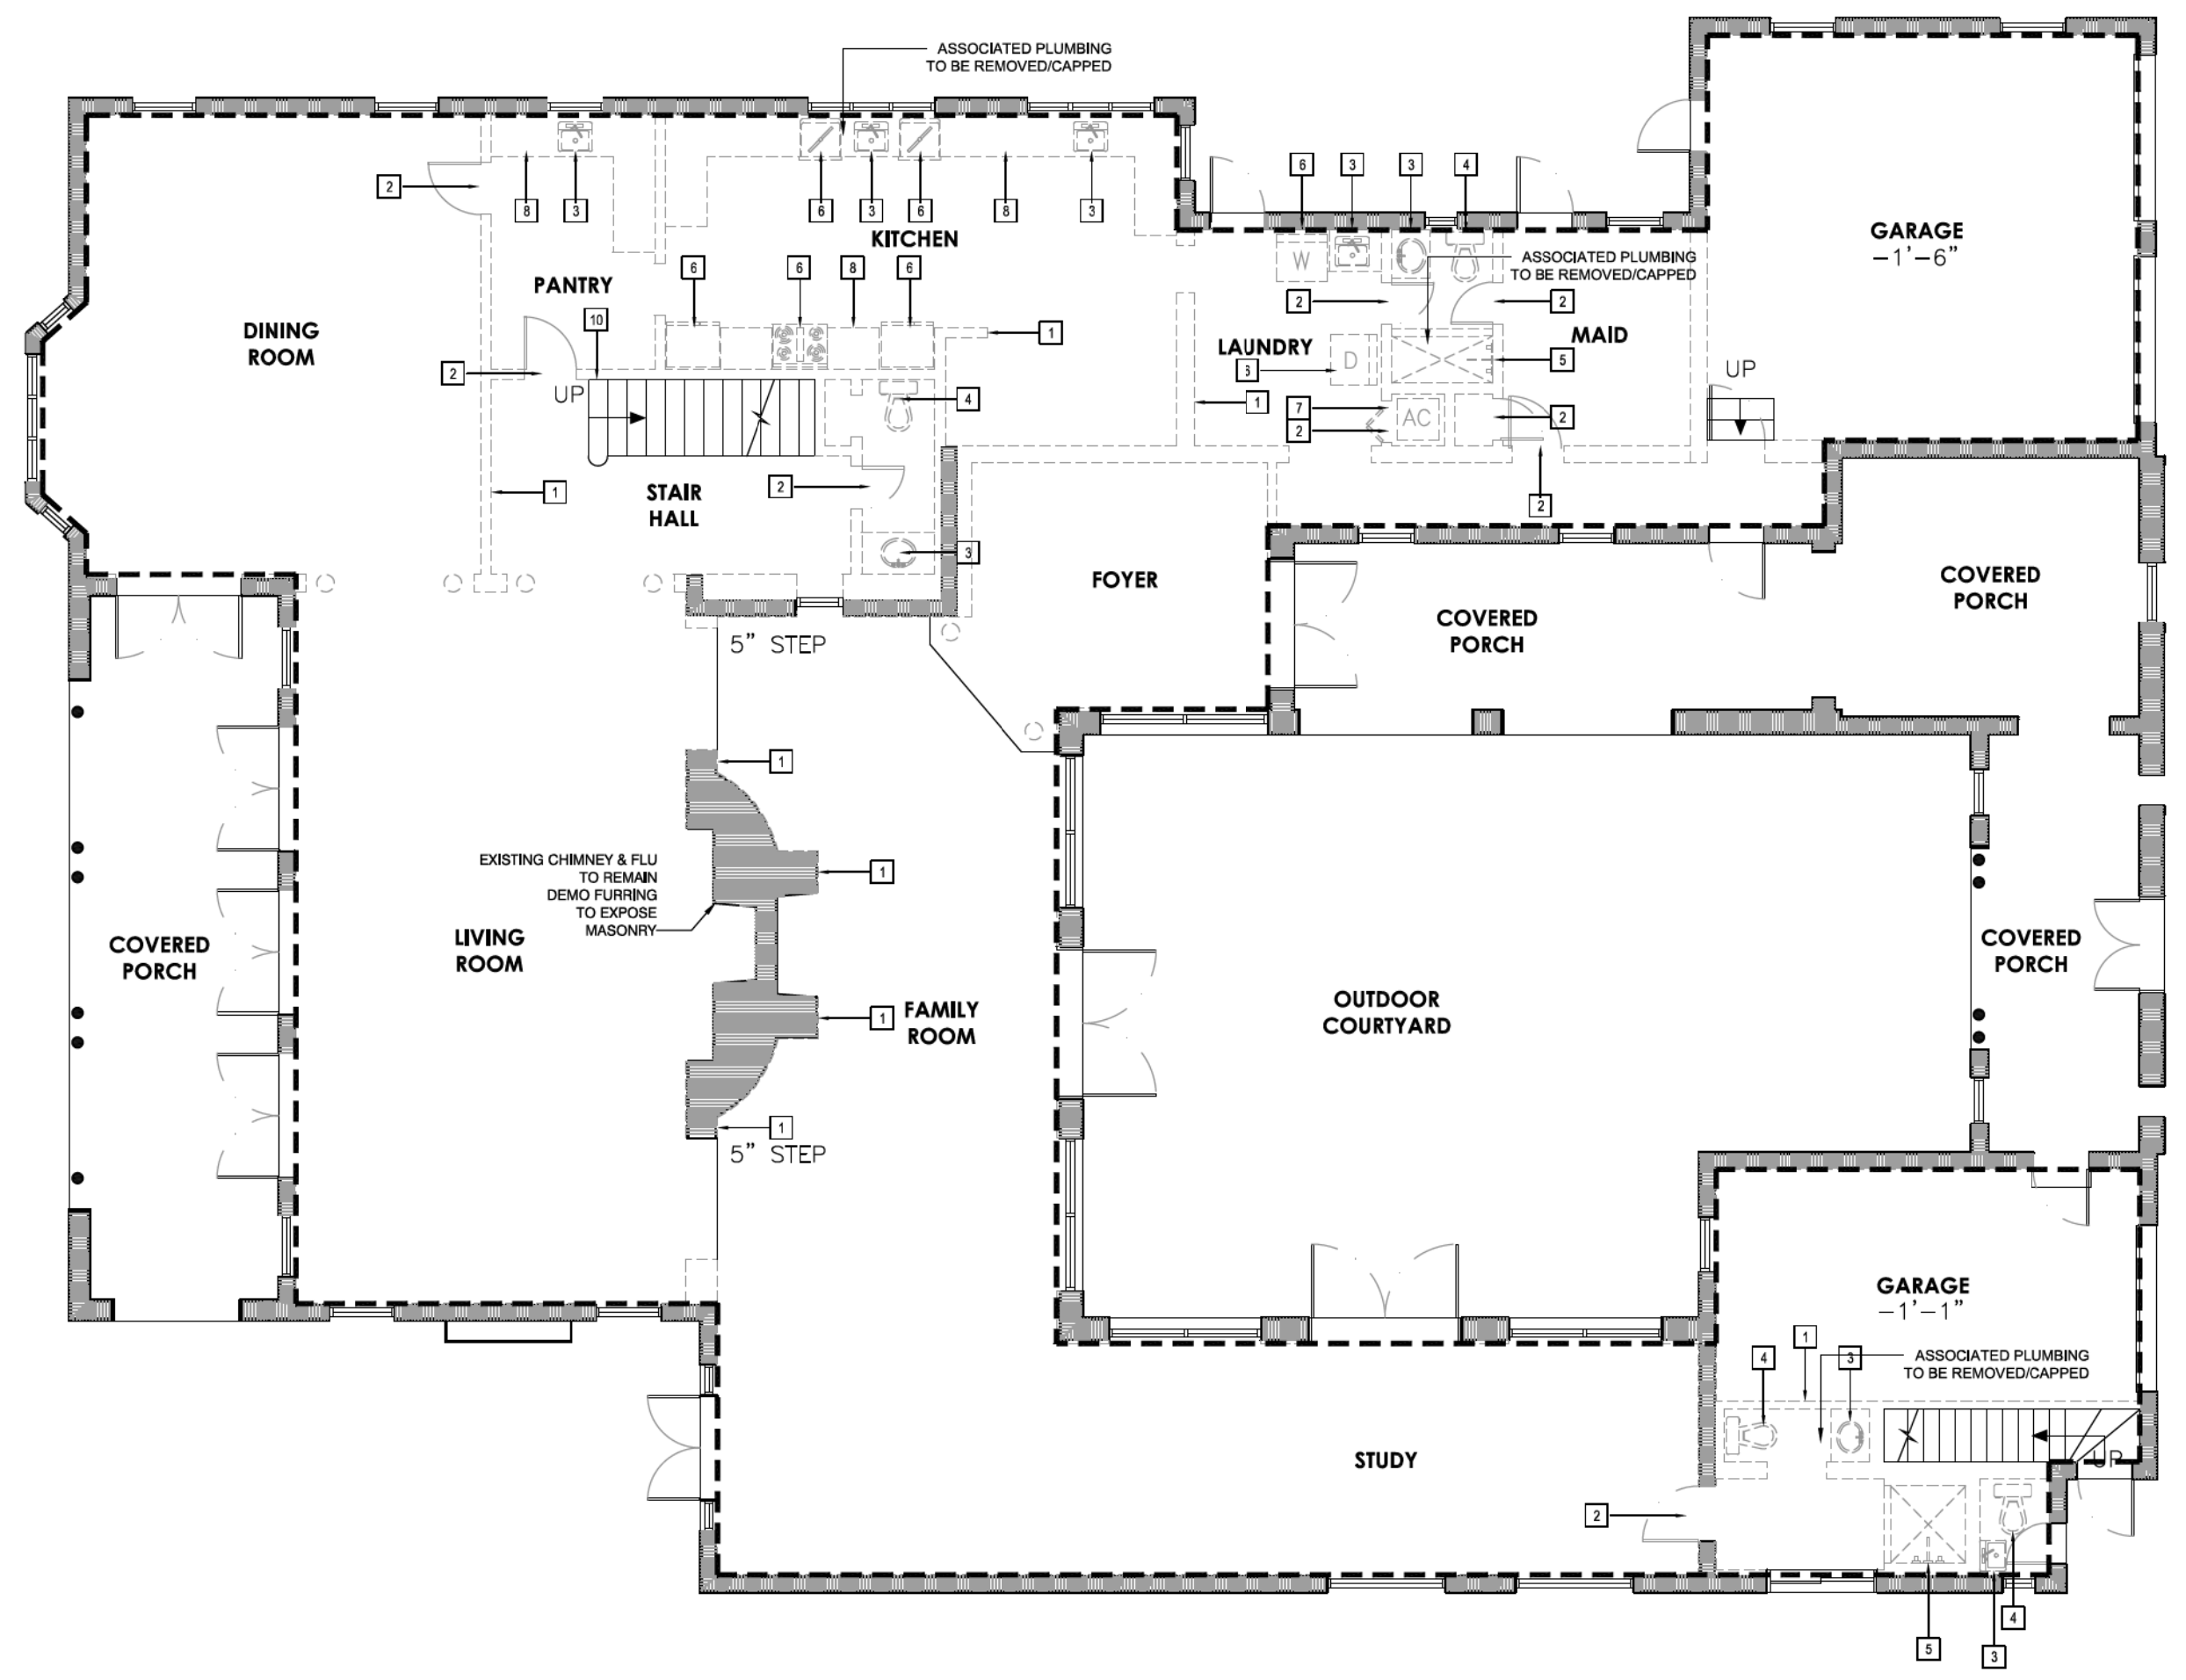 ASSOCIATED PLUMBING
TO BE REMOVED/CAPPED
2
8
3
6
3
6
8
3
KITCHEN
6
3
3
4
ASSOCIATED PLUMBING
TO BE REMOVED/CAPPED
GARAGE
-1'-6"
W
6
6
8
6
PANTRY
10
DINING
ROOM
1
2
2
LAUNDRY
MAID
D
5
2
UP
4
1
7
2
AC
2
UP
1
STAIR
HALL
2
2
3
FOYER
COVERED
PORCH
COVERED
PORCH
5" STEP
1
1
EXISTING CHIMNEY & FLU
TO REMAIN
DEMO FURRING
TO EXPOSE
MASONRY
COVERED
PORCH
LIVING
ROOM
1
FAMILY
ROOM
OUTDOOR
COURTYARD
COVERED
PORCH
1
5" STEP
GARAGE
-1'-1"
1
4
3
ASSOCIATED PLUMBING
TO BE REMOVED/CAPPED
STUDY
UP
2
4
5
3